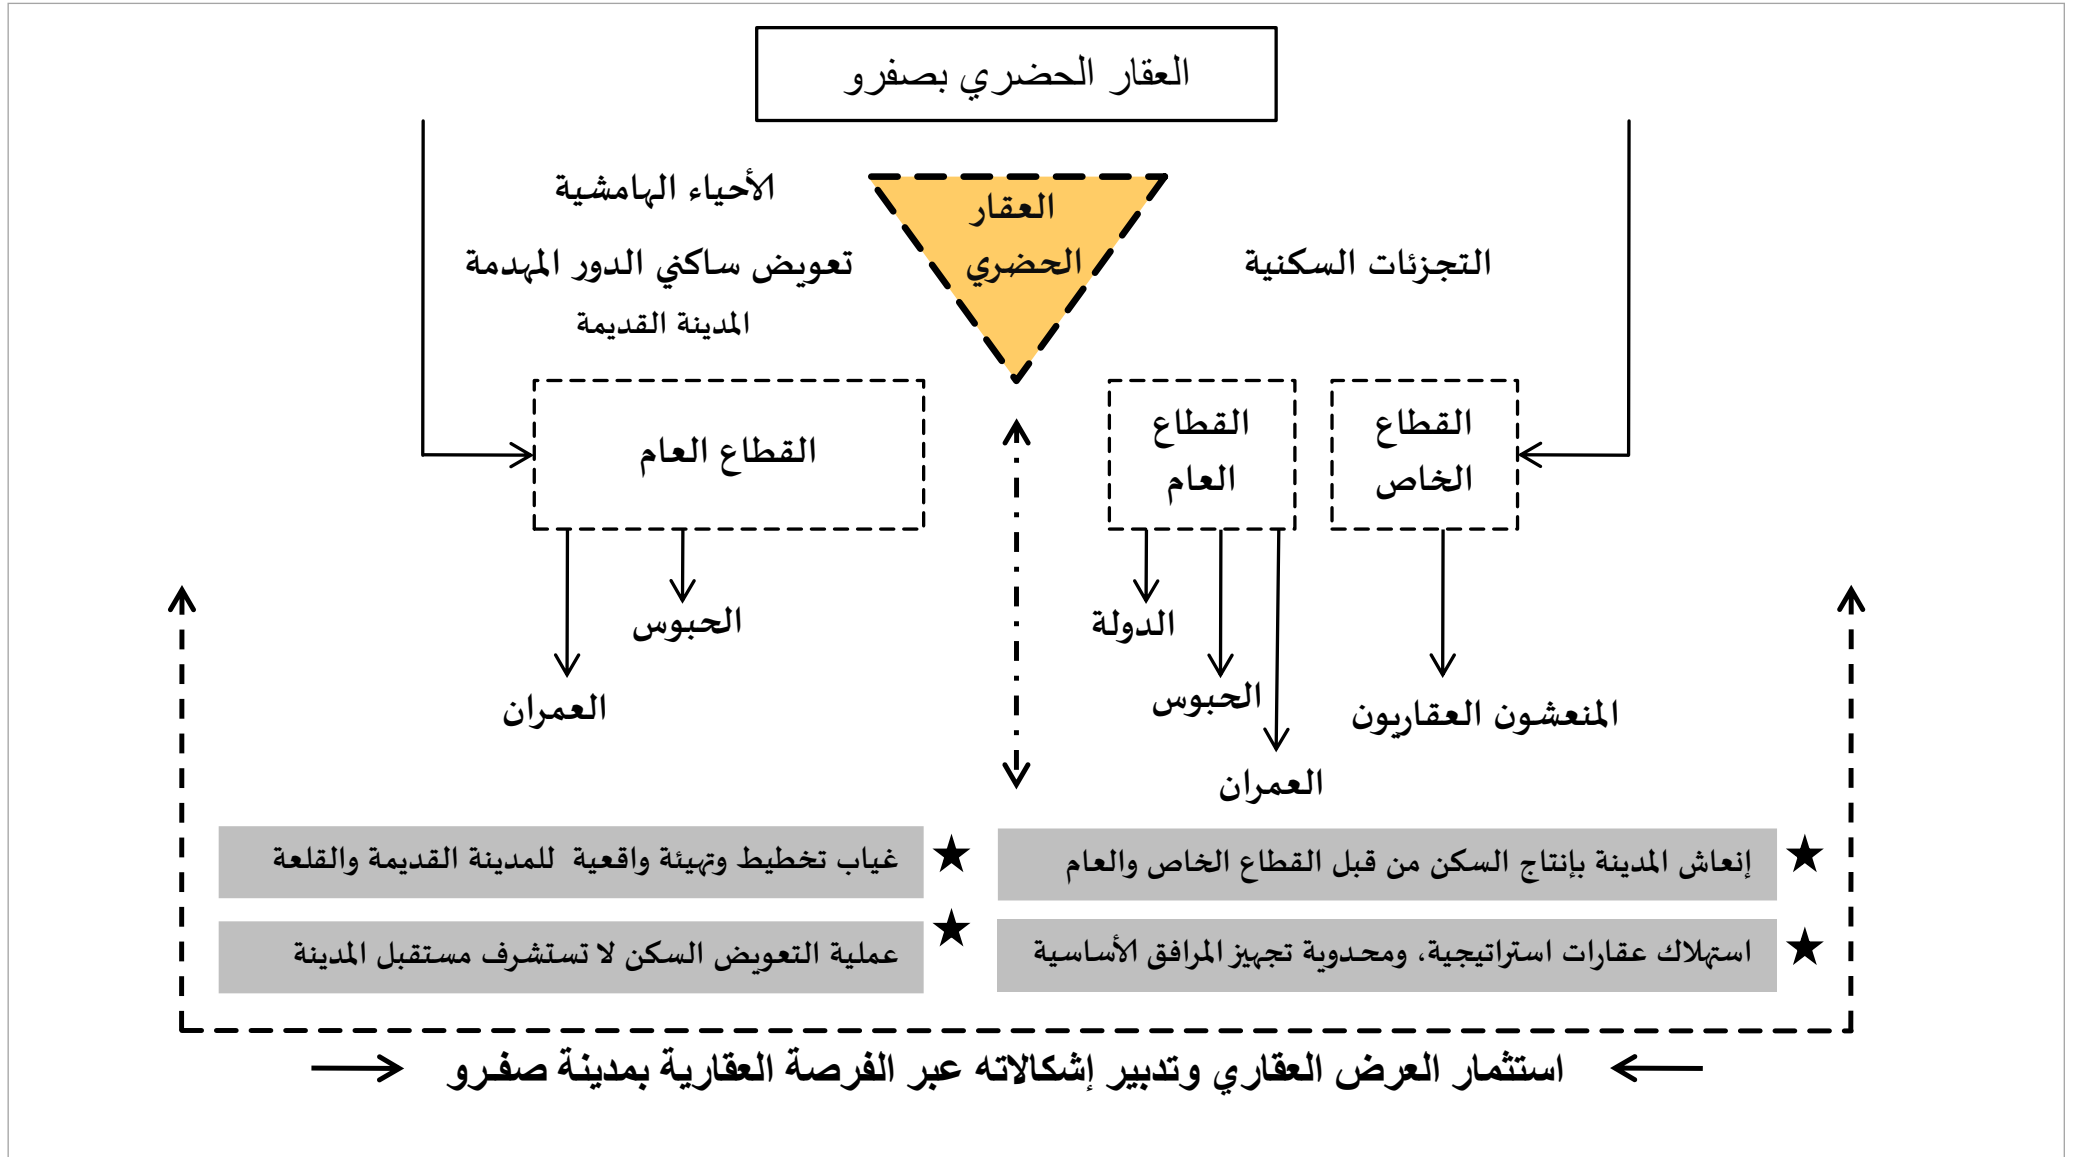 العقار الحضري بصفرو
العقار
الحضري
التجزئات السكنية
الأحياء الهامشية
تعويض ساكني الدور المهدمة
المدينة القديمة
القطاع
الخاص
القطاع
العام
القطاع العام
الدولة
الحبوس
العمران
المنعشون العقاريون
الحبوس
العمران
إنعاش المدينة بإنتاج السكن من قبل القطاع الخاص والعام
استهلاك عقارات استراتيجية، ومحدوية تجهيز المرافق الأساسية
غياب تخطيط وتهيئة واقعية للمدينة القديمة والقلعة
عملية التعويض السكن لا تستشرف مستقبل المدينة
استثمار العرض العقاري وتدبير إشكالاته عبر الفرصة العقارية بمدينة صفرو